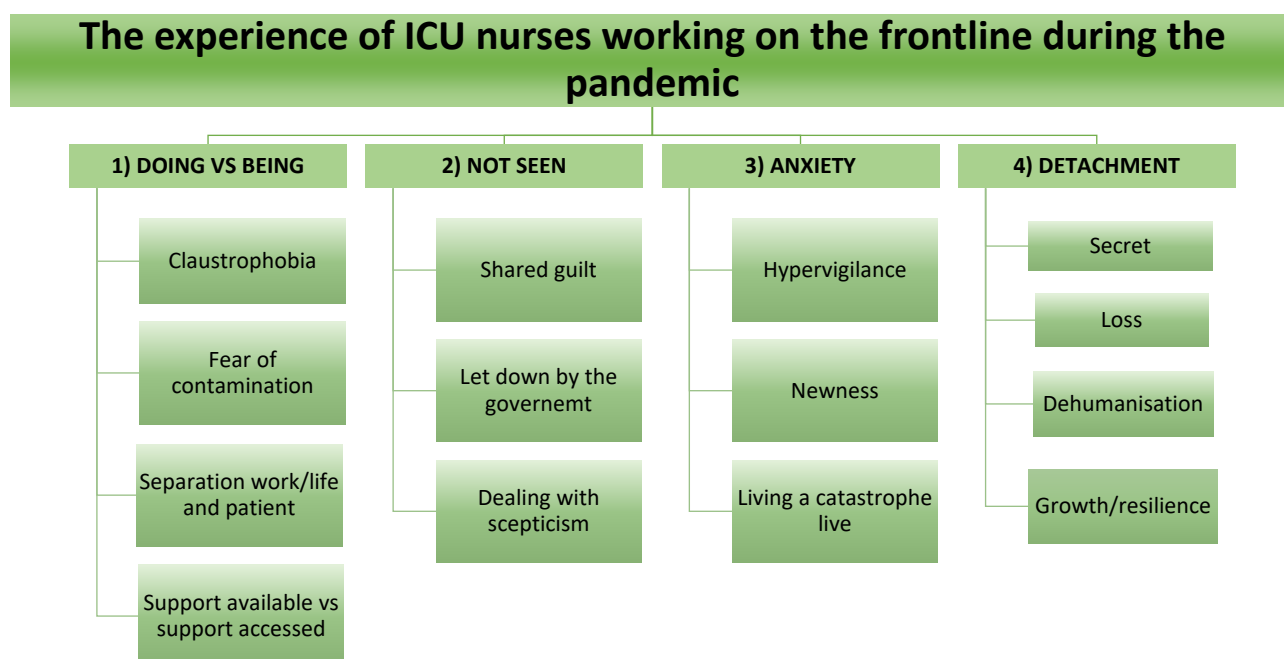 The experience of ICU nurses working on the frontline during the
pandemic
1) DOING VS BEING
Claustrophobia
Fear of
contamination
Separation work/life
and patient
Support available vs
support accessed
2) NOT SEEN
Shared guilt
Let down by the
governemt
Dealing with
scepticism
3) ANXIETY
Hypervigilance
Newness
Living a catastrophe
live
4) DETACHMENT
Secret
Loss
Dehumanisation
Growth/resilience